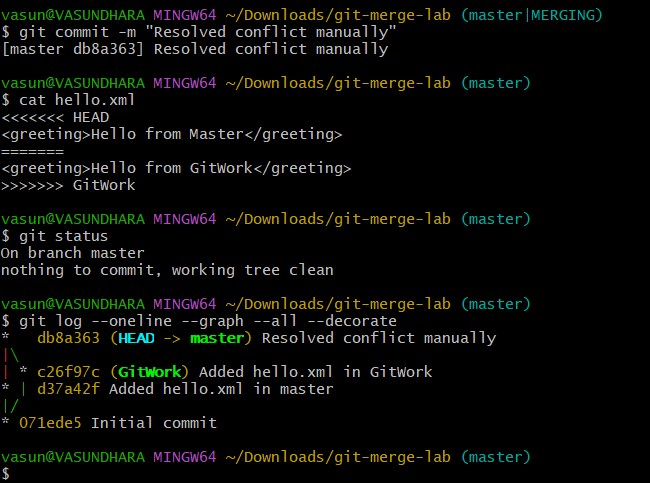 vasun@VASUNDHARA MINGW64 ~/Downloads/git-merge-lab (master|MERGING)
$ git commit -m "Resolved conflict manually"
[master db8a363] Resolved conflict manually

vasun@VASUNDHARA MINGW64 ~/Downloads/git-merge-lab (master)
$ cat hello.xml
<<<<<<< HEAD
<greeting>Hello from Master</greeting>
=======
<greeting>Hello from GitWork</greeting>
>>>>>>> GitWork

vasun@VASUNDHARA MINGW64 ~/Downloads/git-merge-lab (master)
$ git status
On branch master
nothing to commit, working tree clean

vasun@VASUNDHARA MINGW64 ~/Downloads/git-merge-lab (master)
$ git log --oneline --graph --all --decorate
*   db8a363 (HEAD -> master) Resolved conflict manually
|\
| * c26f97c (GitWork) Added hello.xml in GitWork
* | d37a42f Added hello.xml in master
|/
* 071ede5 Initial commit

vasun@VASUNDHARA MINGW64 ~/Downloads/git-merge-lab (master)
$